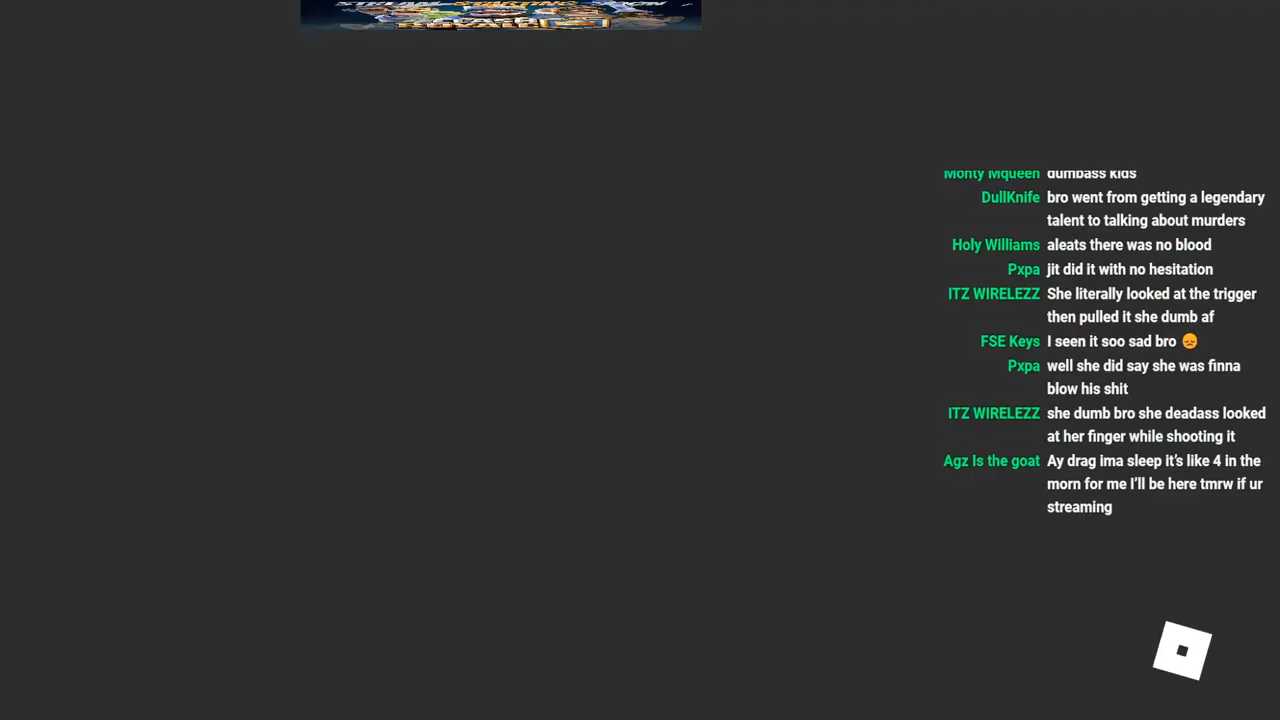 Monty Mqueen dumbass kids
DullKnife bro went from getting a legendary
talent to talking about murders
Holy Williams aleats there was no blood
Pxpa jit did it with no hesitation
ITZ WIRELEZZ She literally looked at the trigger
then pulled it she dumb af
FSE Keys I seen it soo sad bro 😞
Pxpa well she did say she was finna
blow his shit
ITZ WIRELEZZ she dumb bro she deadass looked
at her finger while shooting it
Agz Is the goat Ay drag ima sleep it's like 4 in the
morn for me I'll be here tmrw if ur
streaming